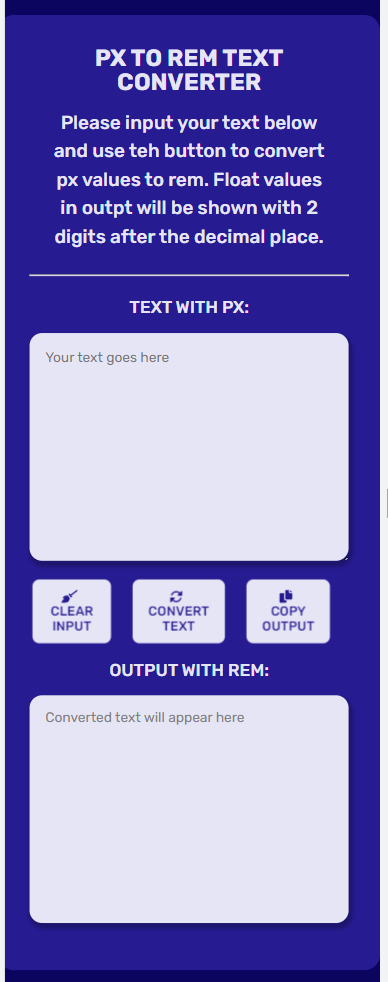 PX TO REM TEXT
CONVERTER
Please input your text below
and use teh button to convert
px values to rem. Float values
in outpt will be shown with 2
digits after the decimal place.
TEXT WITH PX:
Your text goes here
CLEAR
INPUT
CONVERT
TEXT
COPY
OUTPUT
OUTPUT WITH REM:
Converted text will appear here